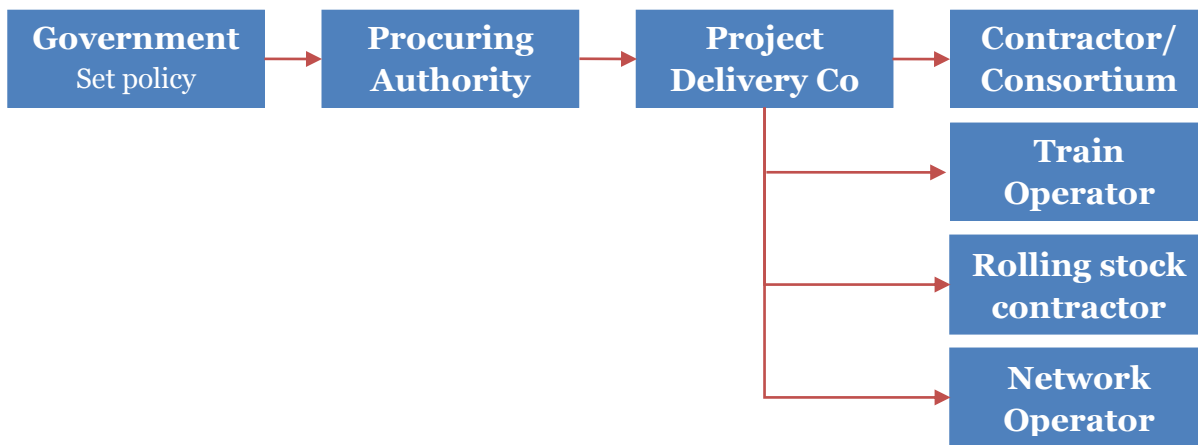 Government
Set policy
Procuring
Authority
Project
Delivery Co
Contractor/
Consortium
Train
Operator
Rolling stock
contractor
Network
Operator